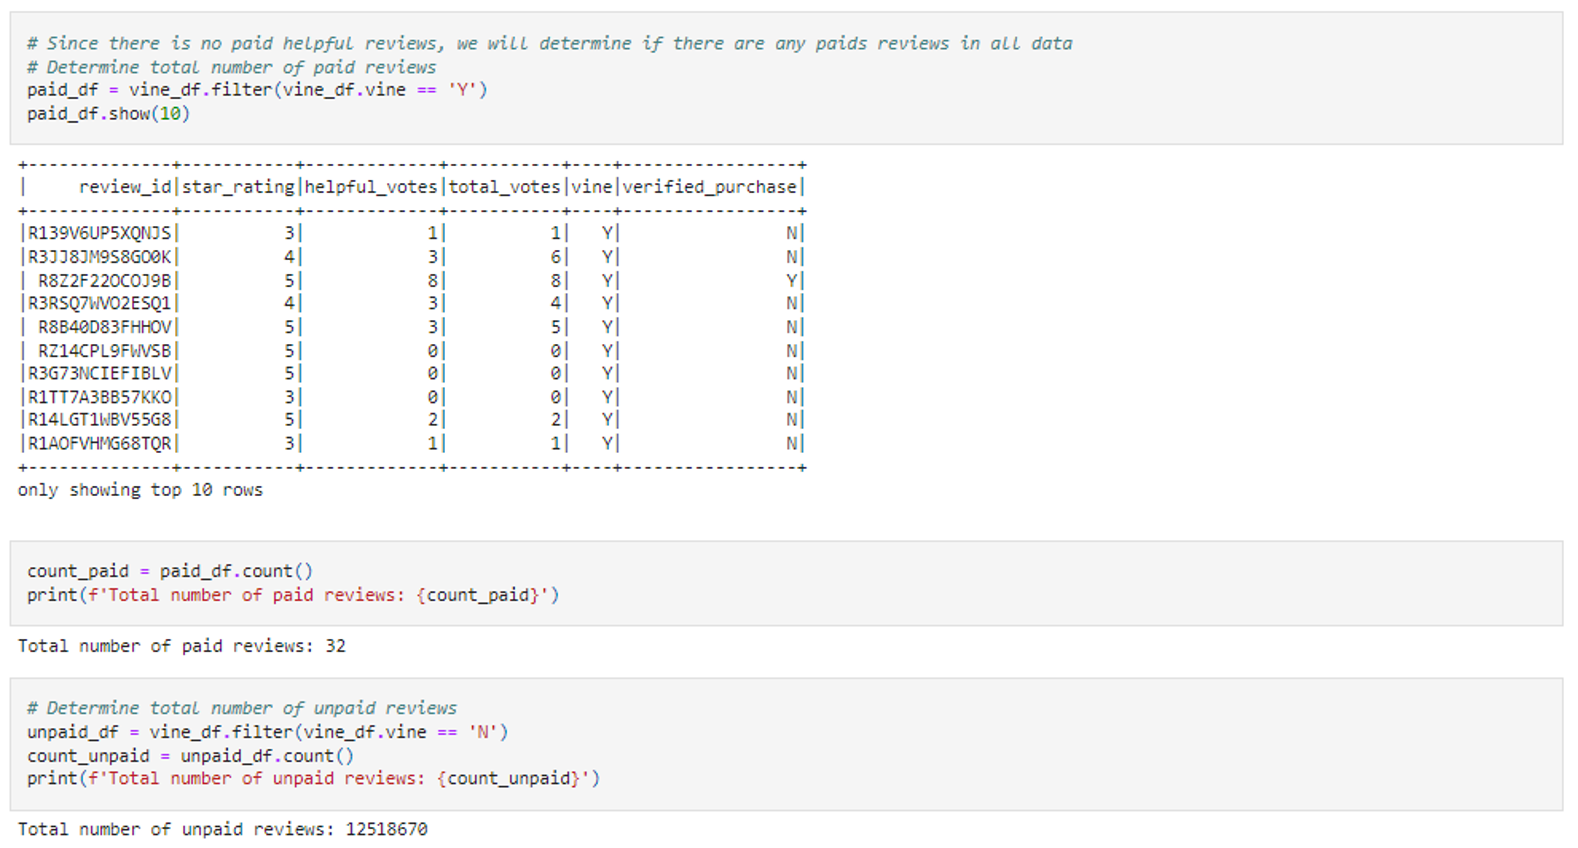 # Since there is no paid helpful reviews, we will determine if there are any paids reviews in all data
# Determine total number of paid reviews
paid_df = vine_df.filter(vine_df.vine == 'Y')
paid_df.show(10)
+--------------+-----------+-------------+-----------+----+-----------------+
|     review_id|star_rating|helpful_votes|total_votes|vine|verified_purchase|
+--------------+-----------+-------------+-----------+----+-----------------+
|R139V6UP5XQNJS|          3|            1|          1|   Y|                N|
|R3JJ8JM9S8GO0K|          4|            3|          6|   Y|                N|
| R8Z2F22OCOJ9B|          5|            8|          8|   Y|                Y|
|R3RSQ7WVO2ESQ1|          4|            3|          4|   Y|                N|
| R8B40D83FHHOV|          5|            3|          5|   Y|                N|
| RZ14CPL9FWVSB|          5|            0|          0|   Y|                N|
|R3G73NCIEFIBLV|          5|            0|          0|   Y|                N|
|R1TT7A3BB57KKO|          3|            0|          0|   Y|                N|
|R14LGT1WBV55G8|          5|            2|          2|   Y|                N|
|R1AOFVHMG68TQR|          3|            1|          1|   Y|                N|
+--------------+-----------+-------------+-----------+----+-----------------+
only showing top 10 rows
count_paid = paid_df.count()
print(f'Total number of paid reviews: {count_paid}')
Total number of paid reviews: 32
# Determine total number of unpaid reviews
unpaid_df = vine_df.filter(vine_df.vine == 'N')
count_unpaid = unpaid_df.count()
print(f'Total number of unpaid reviews: {count_unpaid}')
Total number of unpaid reviews: 12518670